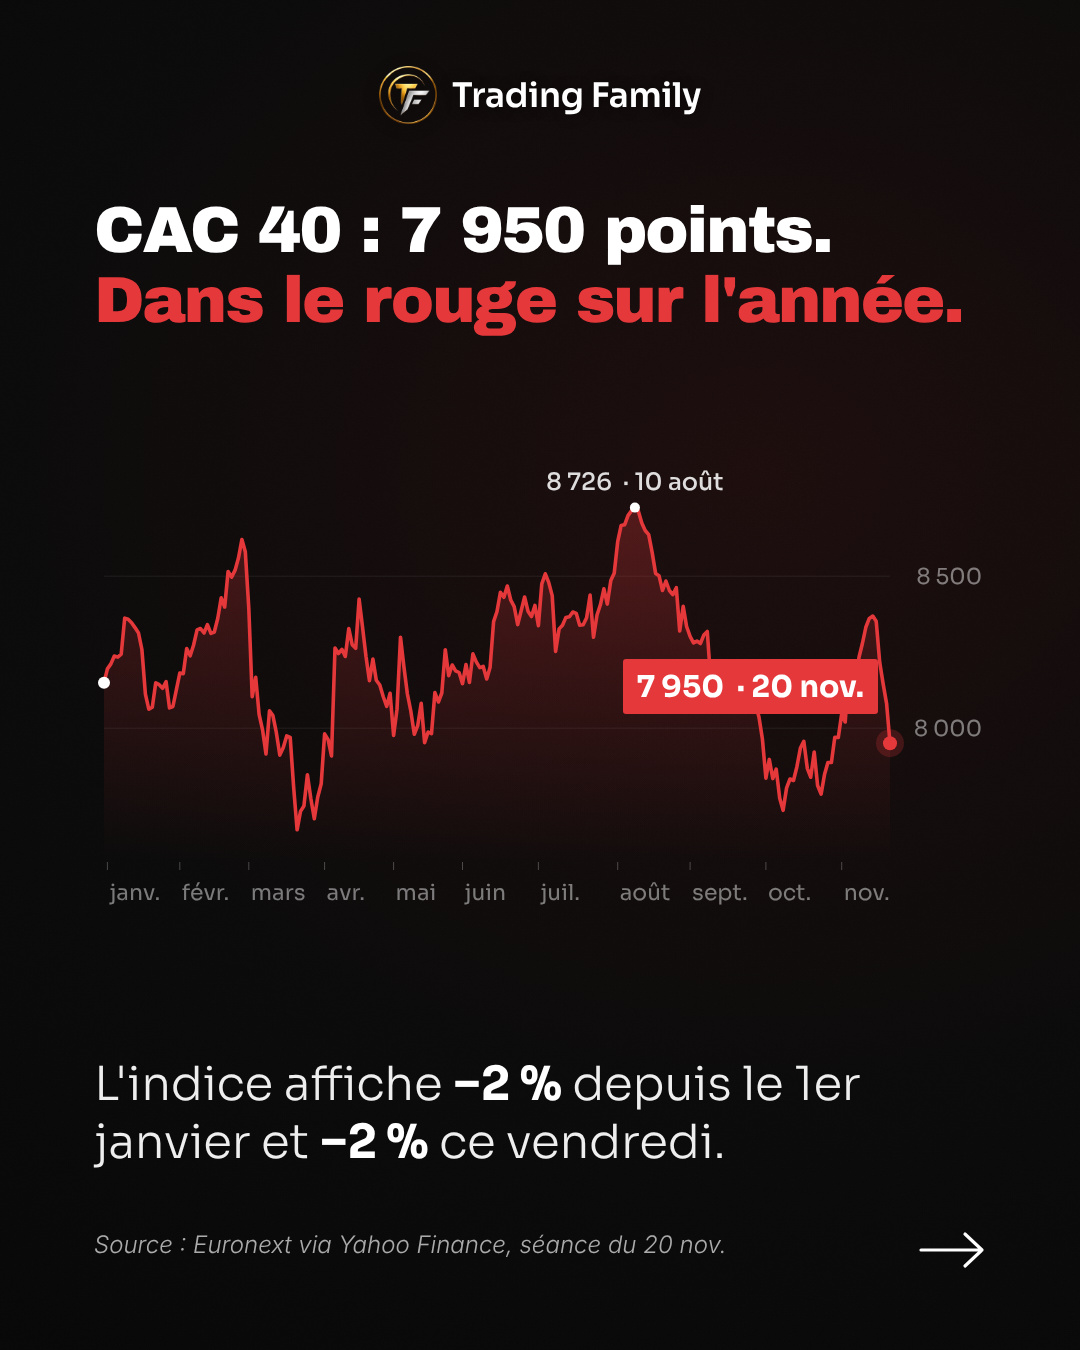 TF Trading Family
CAC 40 : 7 950 points.
Dans le rouge sur l'année.
8 726 · 10 août
8 500
7 950 · 20 nov.
8 000
janv. févr. mars avr. mai juin juil. août sept. oct. nov.
L'indice affiche −2 % depuis le 1er
janvier et −2 % ce vendredi.
Source : Euronext via Yahoo Finance, séance du 20 nov.